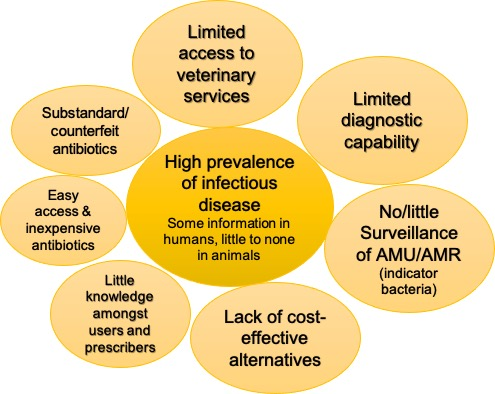 Limited
access to
veterinary
services
Limited
diagnostic
capability
No/little
Surveillance
of AMU/AMR
(indicator
bacteria)
Lack of cost-
effective
alternatives
Little
knowledge
amongst
users and
prescribers
Easy
access &
inexpensive
antibiotics
Substandard/
counterfeit
antibiotics
High prevalence
of infectious
disease
Some information in
humans, little to none
in animals